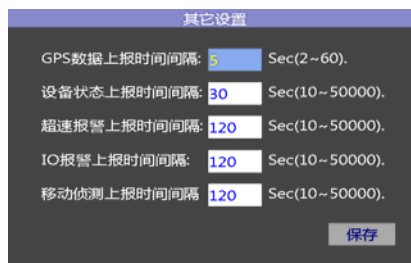 其它设置
GPS数据上报时间间隔: 5 Sec(2~60).
设备状态上报时间间隔: 30 Sec(10~50000).
超速报警上报时间间隔: 120 Sec(10~50000).
IO报警上报时间间隔: 120 Sec(10~50000).
移动侦测上报时间间隔 120 Sec(10~50000).
保存